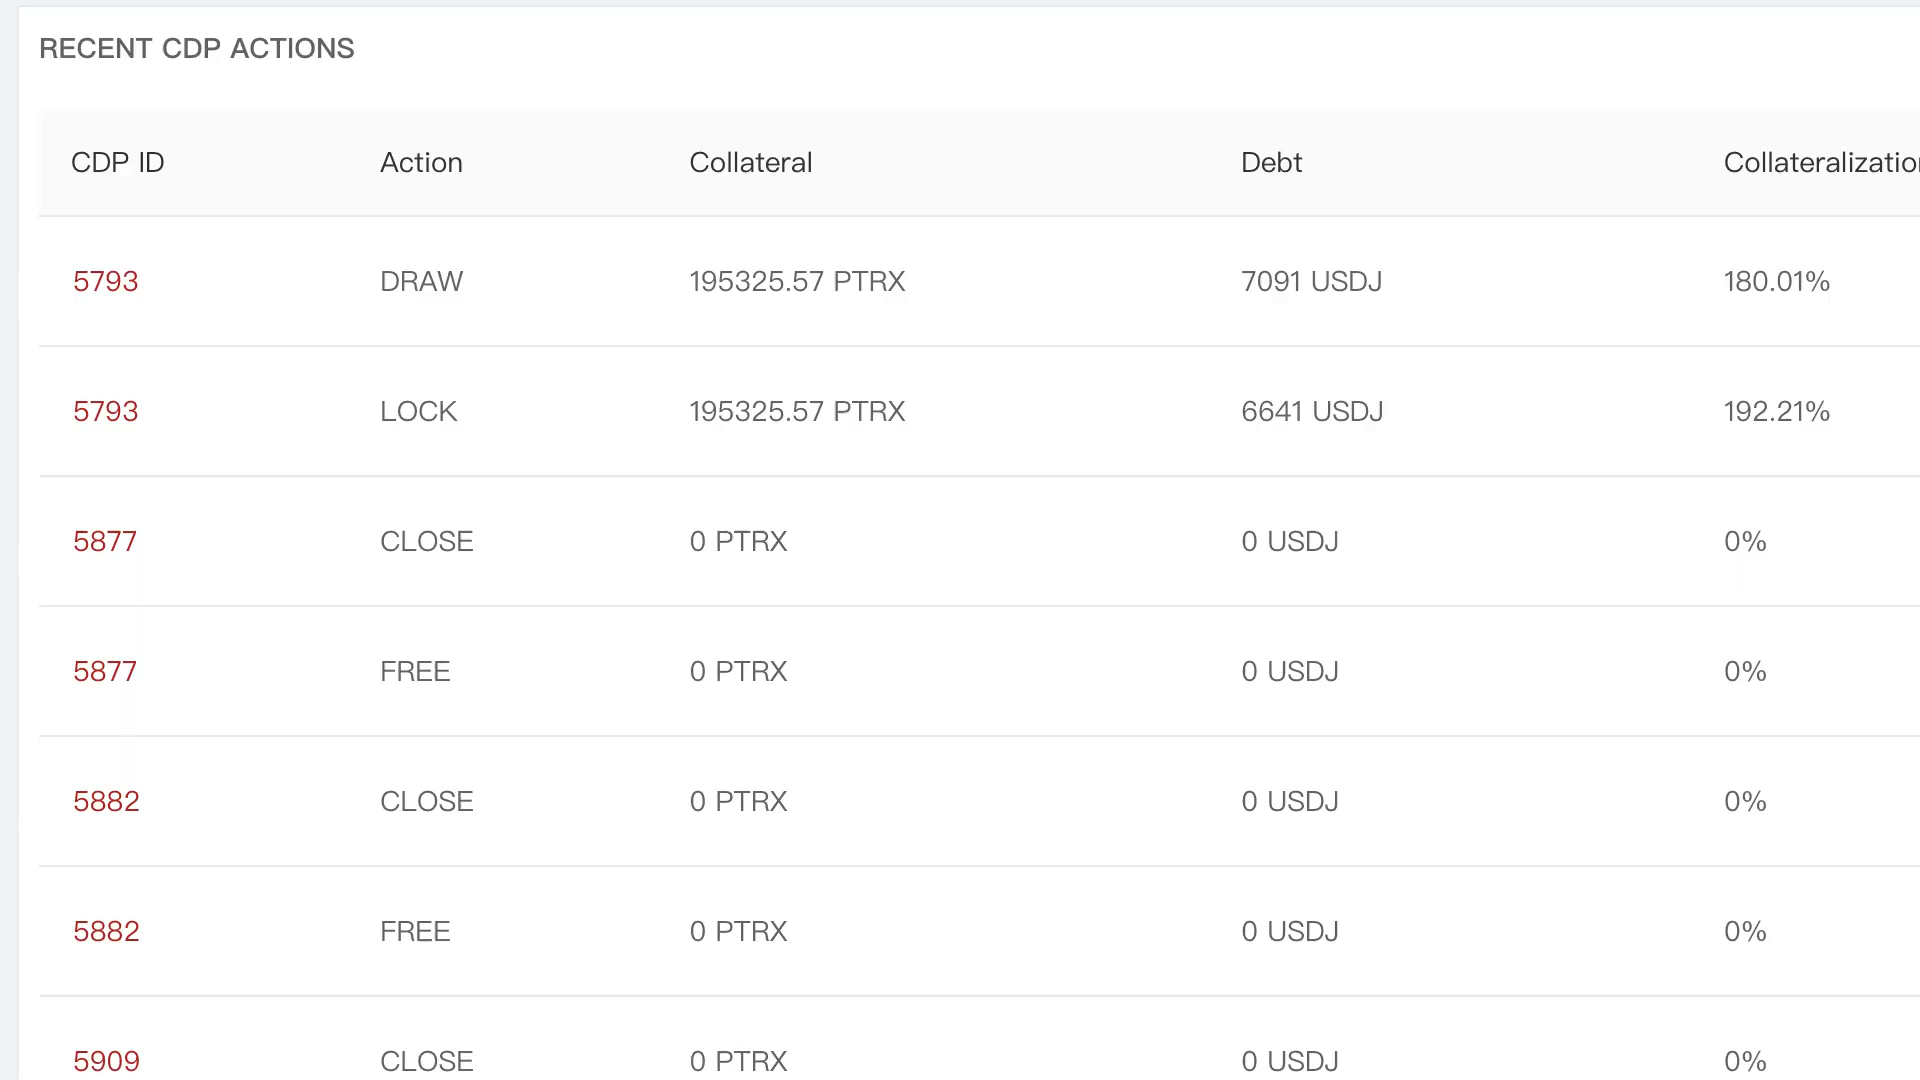 RECENT CDP ACTIONS
CDP ID Action Collateral Debt Collateralizatio
5793 DRAW 195325.57 PTRX 7091 USDJ 180.01%
5793 LOCK 195325.57 PTRX 6641 USDJ 192.21%
5877 CLOSE 0 PTRX 0 USDJ 0%
5877 FREE 0 PTRX 0 USDJ 0%
5882 CLOSE 0 PTRX 0 USDJ 0%
5882 FREE 0 PTRX 0 USDJ 0%
5909 CLOSE 0 PTRX 0 USDJ 0%